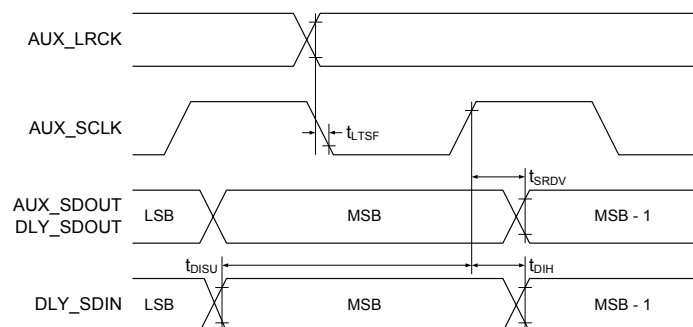 AUX_LRCK
AUX_SCLK
tLTSF
tSRDV
AUX_SDOUT
DLY_SDOUT
LSB
MSB
MSB - 1
tDISU
tDIH
DLY_SDIN
LSB
MSB
MSB - 1